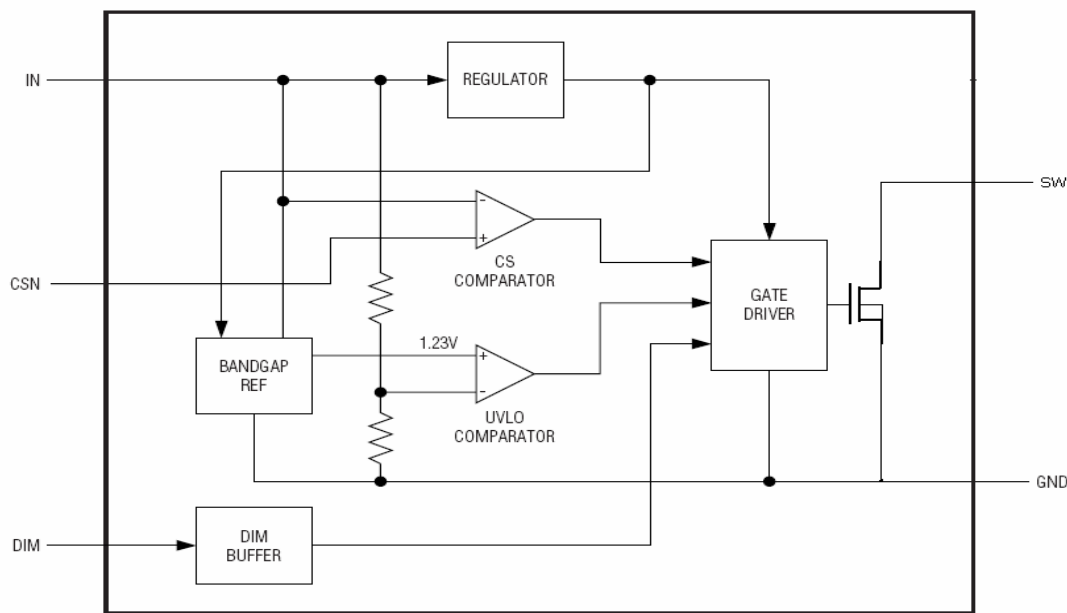 IN
REGULATOR
SW
-
+
CS
COMPARATOR
CSN
GATE
DRIVER
1.23V
BANDGAP
REF
+
-
UVLO
COMPARATOR
GND
DIM
DIM
BUFFER